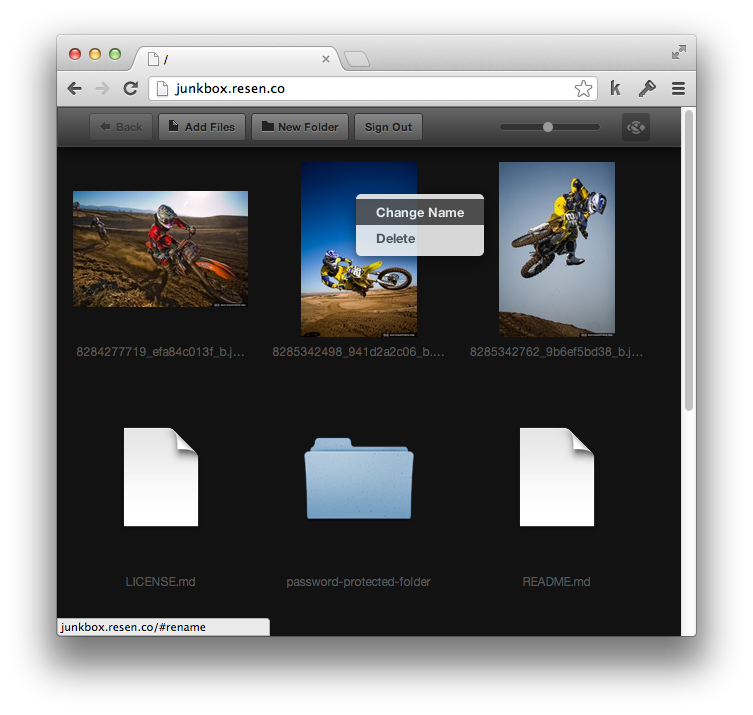 /
junkbox.resen.co
Back
Add Files
New Folder
Sign Out
Change Name
Delete
8284277719_efa84c013f_b.j...
8285342498_941d2a2c06_b....
8285342762_9b6ef5bd38_b.j...
LICENSE.md
password-protected-folder
README.md
junkbox.resen.co/#rename